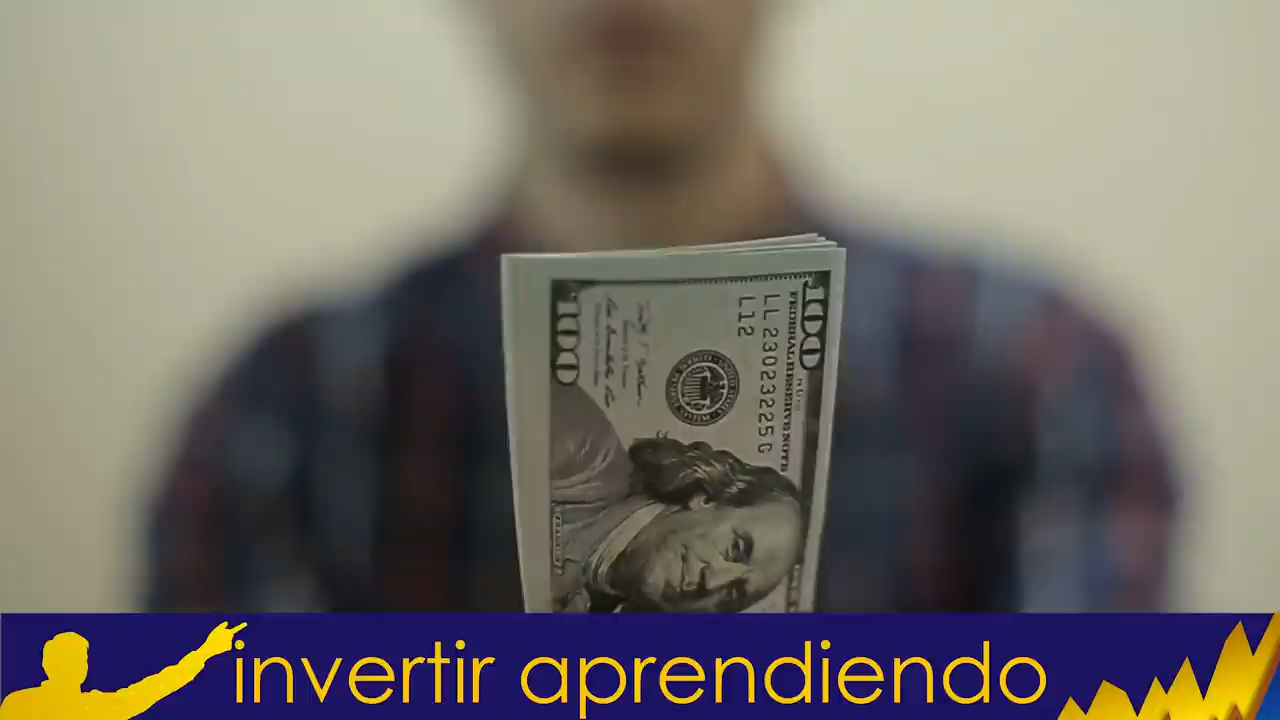 100
FEDERAL RESERVE NOTE
LL 23023225 G
L12
100
invertir aprendiendo